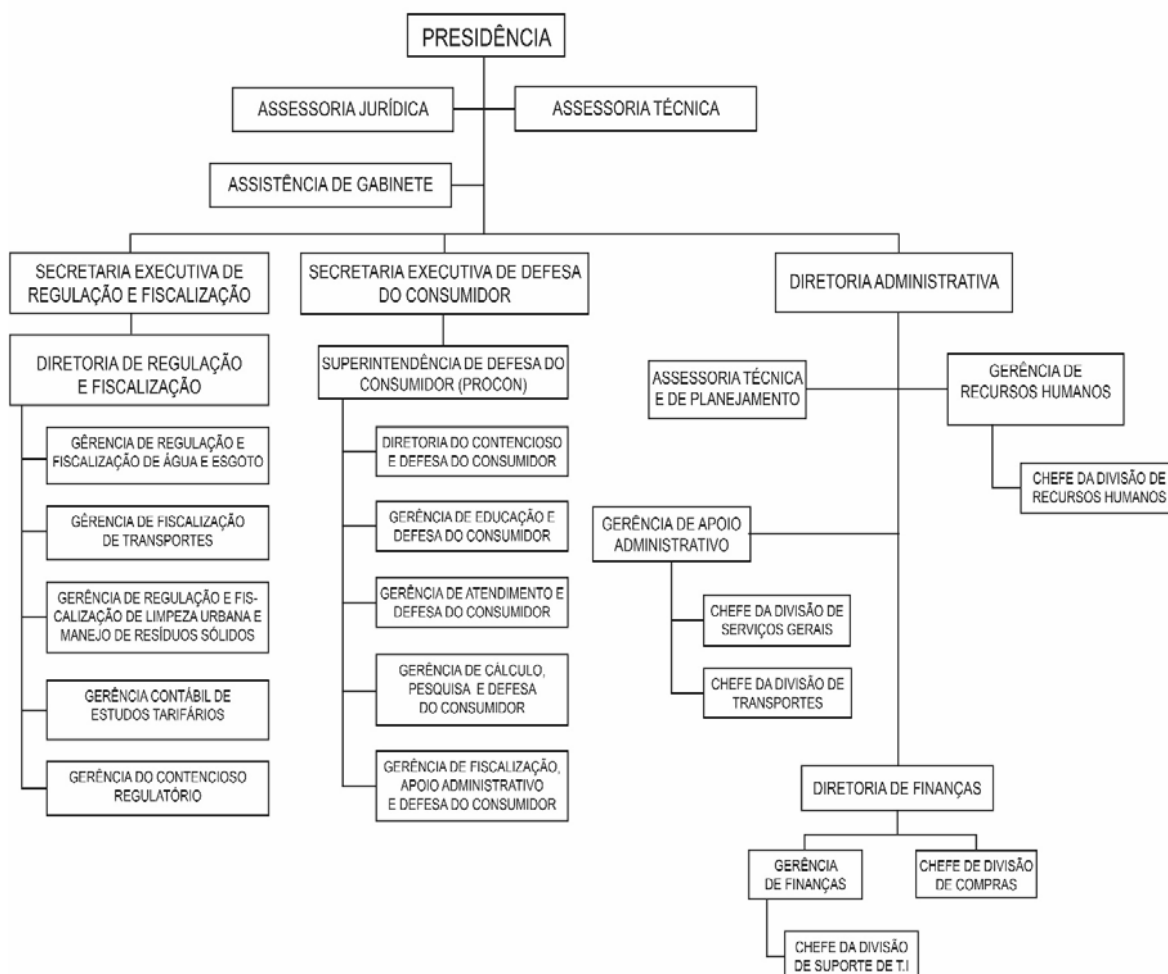 PRESIDÊNCIA
ASSESSORIA JURÍDICA
ASSESSORIA TÉCNICA
ASSISTÊNCIA DE GABINETE
SECRETARIA EXECUTIVA DE
REGULAÇÃO E FISCALIZAÇÃO
DIRETORIA DE REGULAÇÃO
E FISCALIZAÇÃO
GÊRENCIA DE REGULAÇÃO E
FISCALIZAÇÃO DE ÁGUA E ESGOTO
GÊRENCIA DE FISCALIZAÇÃO
DE TRANSPORTES
GERÊNCIA DE REGULAÇÃO E FIS-
CALIZAÇÃO DE LIMPEZA URBANA E
MANEJO DE RESÍDUOS SÓLIDOS
GERÊNCIA CONTÁBIL DE
ESTUDOS TARIFÁRIOS
GERÊNCIA DO CONTENCIOSO
REGULATÓRIO
SECRETARIA EXECUTIVA DE DEFESA
DO CONSUMIDOR
SUPERINTENDÊNCIA DE DEFESA DO
CONSUMIDOR (PROCON)
DIRETORIA DO CONTENCIOSO
E DEFESA DO CONSUMIDOR
GERÊNCIA DE EDUCAÇÃO E
DEFESA DO CONSUMIDOR
GERÊNCIA DE ATENDIMENTO E
DEFESA DO CONSUMIDOR
GERÊNCIA DE CÁLCULO,
PESQUISA E DEFESA
DO CONSUMIDOR
GERÊNCIA DE FISCALIZAÇÃO,
APOIO ADMINISTRATIVO
E DEFESA DO CONSUMIDOR
DIRETORIA ADMINISTRATIVA
ASSESSORIA TÉCNICA
E DE PLANEJAMENTO
GERÊNCIA DE
RECURSOS HUMANOS
CHEFE DA DIVISÃO DE
RECURSOS HUMANOS
GERÊNCIA DE APOIO
ADMINISTRATIVO
CHEFE DA DIVISÃO DE
SERVIÇOS GERAIS
CHEFE DA DIVISÃO DE
TRANSPORTES
DIRETORIA DE FINANÇAS
GERÊNCIA
DE FINANÇAS
CHEFE DE DIVISÃO
DE COMPRAS
CHEFE DA DIVISÃO
DE SUPORTE DE T.I